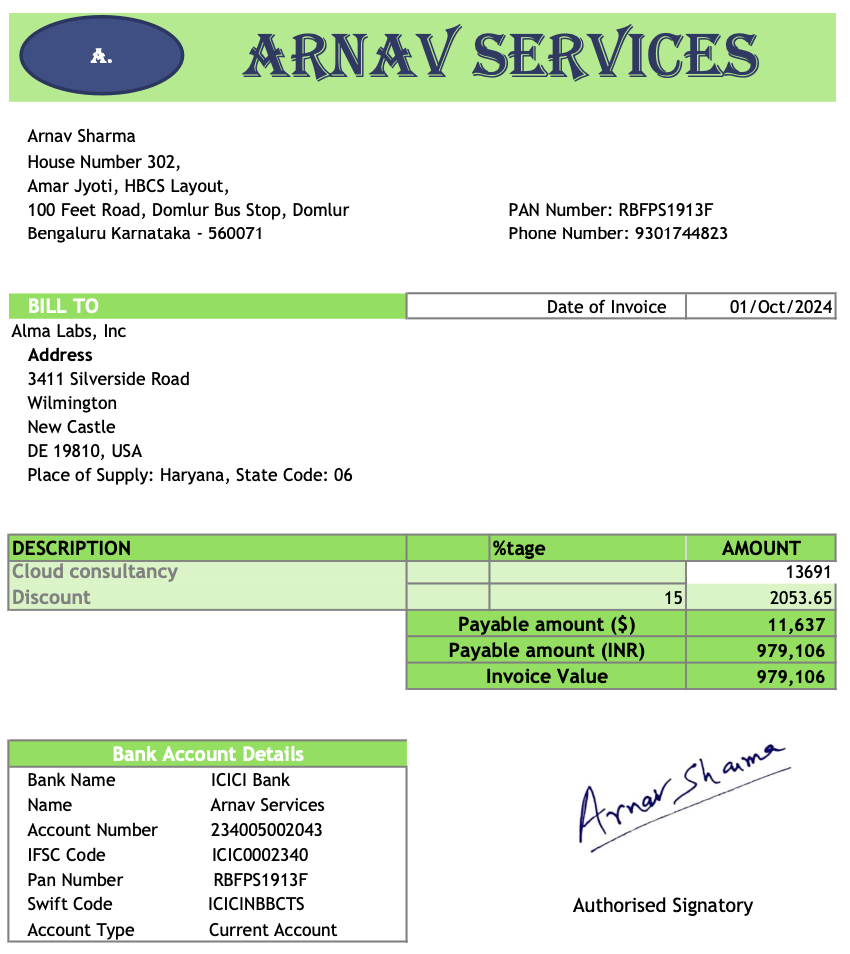 A.
ARNAV SERVICES
Arnav Sharma
House Number 302,
Amar Jyoti, HBCS Layout,
100 Feet Road, Domlur Bus Stop, Domlur
PAN Number: RBFPS1913F
Bengaluru Karnataka - 560071
Phone Number: 9301744823
BILL TO
Date of Invoice 01/Oct/2024
Alma Labs, Inc
Address
3411 Silverside Road
Wilmington
New Castle
DE 19810, USA
Place of Supply: Haryana, State Code: 06
DESCRIPTION %tage AMOUNT
Cloud consultancy 13691
Discount 15 2053.65
Payable amount ($) 11,637
Payable amount (INR) 979,106
Invoice Value 979,106
Bank Account Details
Bank Name ICICI Bank
Name Arnav Services
Account Number 234005002043
IFSC Code ICIC0002340
Pan Number RBFPS1913F
Swift Code ICICINBBCTS
Account Type Current Account
Arnav Sharma
Authorised Signatory